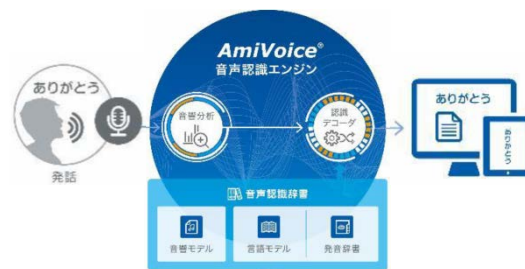 AmiVoice®
音声認識エンジン
ありがとう
発話
音響分析
認識
デコーダ
ありがとう
ありがとう
音声認識辞書
音響モデル
言語モデル
発音辞書